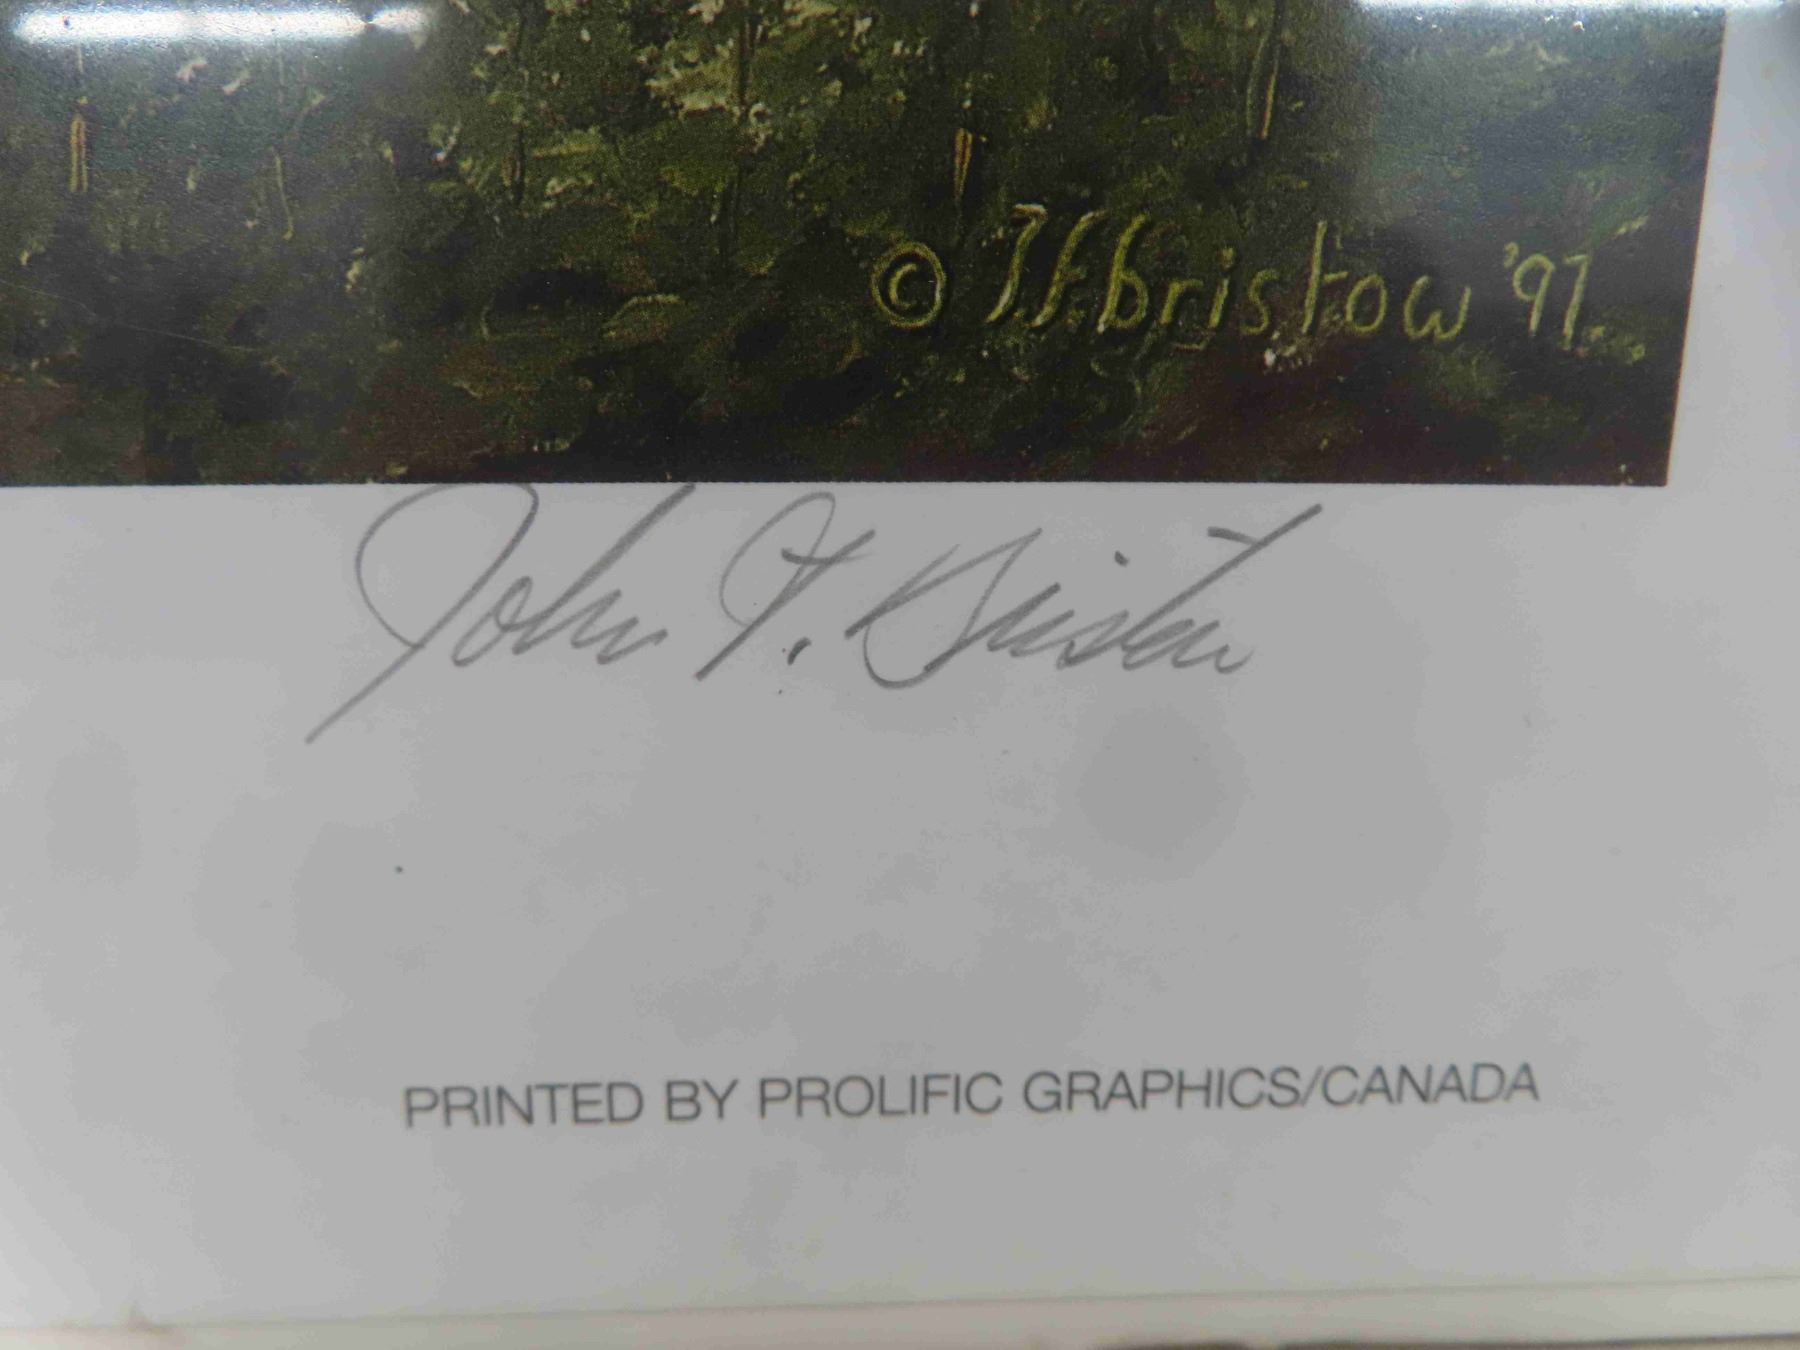 © J.F.bristow '97.
John F. Bristow
PRINTED BY PROLIFIC GRAPHICS/CANADA